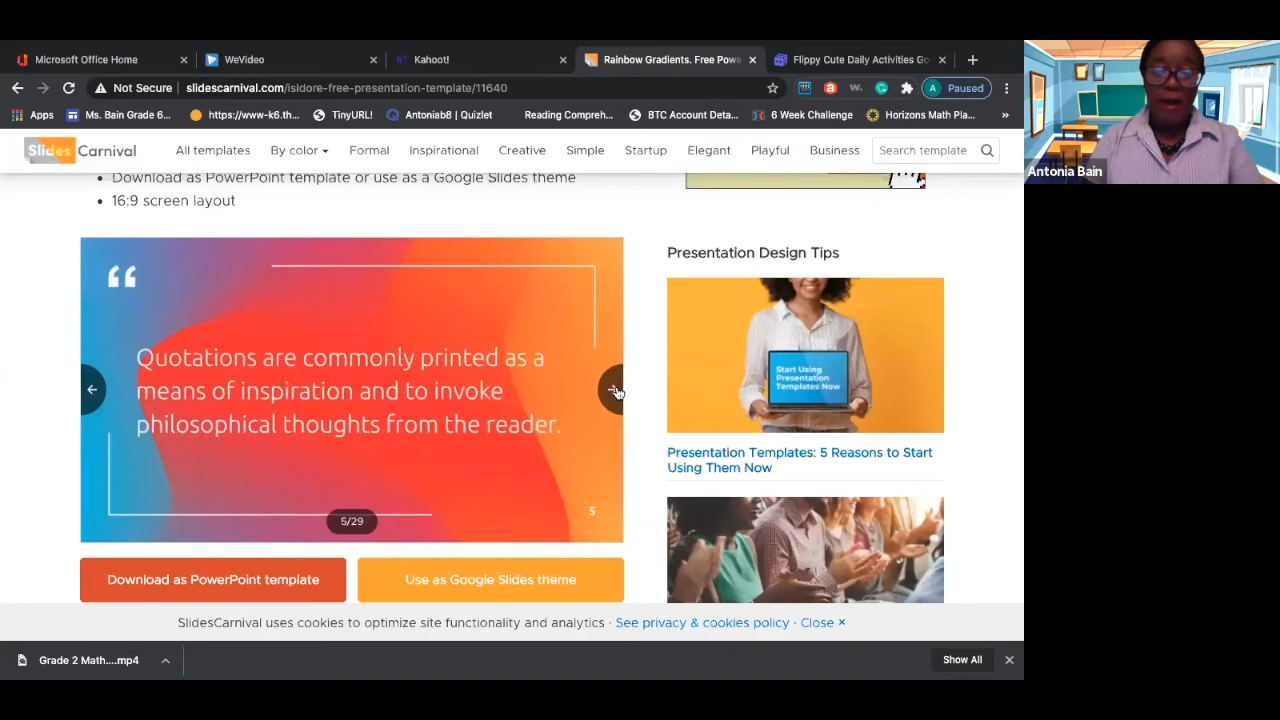 Microsoft Office Home
WeVideo
Kahoot!
Rainbow Gradients. Free Powe
Flippy Cute Daily Activities Go
Not Secure
slidescarnival.com/isidore-free-presentation-template/11640
A Paused
Apps
Ms. Bain Grade 6...
https://www-k6.th...
TinyURL!
Antoniab8 | Quizlet
Reading Compreh...
BTC Account Deta...
6 Week Challenge
Horizons Math Pla...
»
Slides Carnival
All templates
By color
Formal
Inspirational
Creative
Simple
Startup
Elegant
Playful
Business
Search template
Antonia Bain
• Download as PowerPoint template or use as a Google Slides theme
• 16:9 screen layout
“
Quotations are commonly printed as a
means of inspiration and to invoke
philosophical thoughts from the reader.
5
5/29
Download as PowerPoint template
Use as Google Slides theme
Presentation Design Tips
Start Using
Presentation
Templates Now
Presentation Templates: 5 Reasons to Start
Using Them Now
SlidesCarnival uses cookies to optimize site functionality and analytics · See privacy & cookies policy · Close ×
Grade 2 Math....mp4
Show All